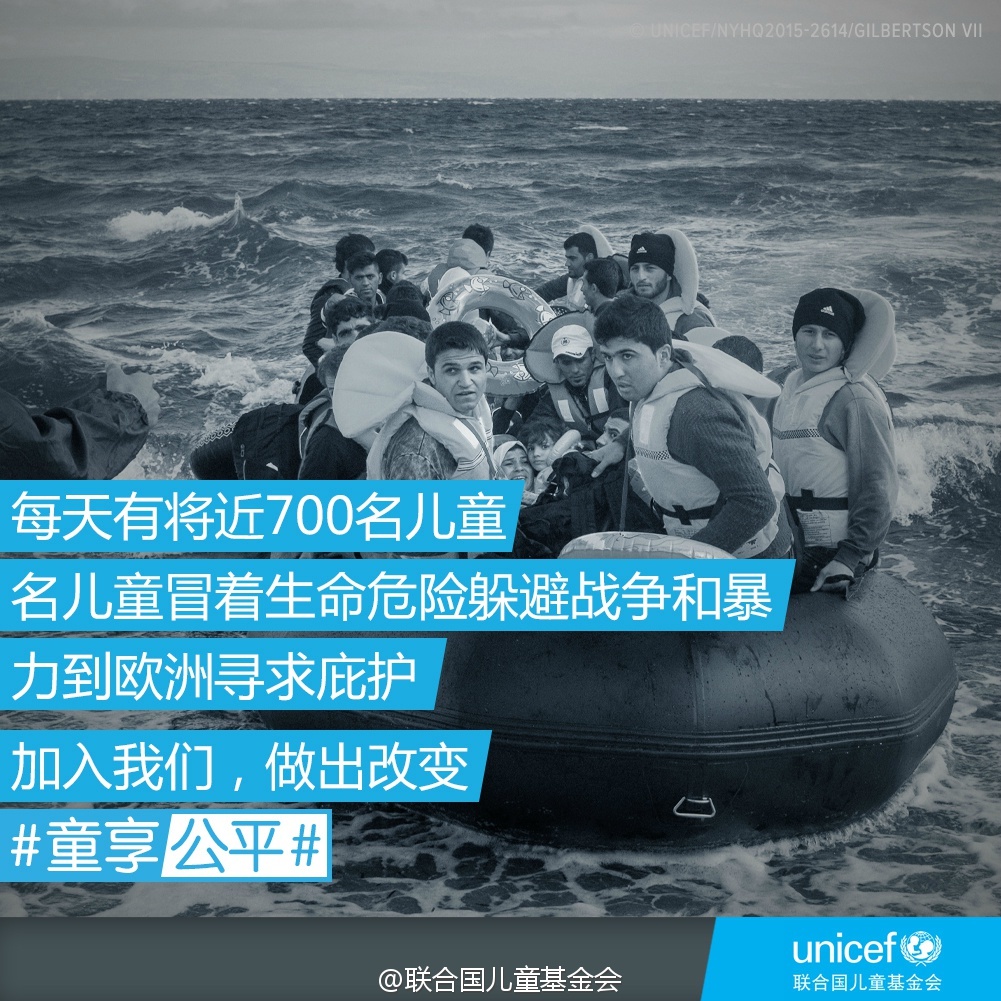 © UNICEF/NYHQ2015-2614/GILBERTSON VII
每天有将近700名儿童
名儿童冒着生命危险躲避战争和暴
力到欧洲寻求庇护
加入我们，做出改变
#童享公平#
unicef
联合国儿童基金会
@联合国儿童基金会